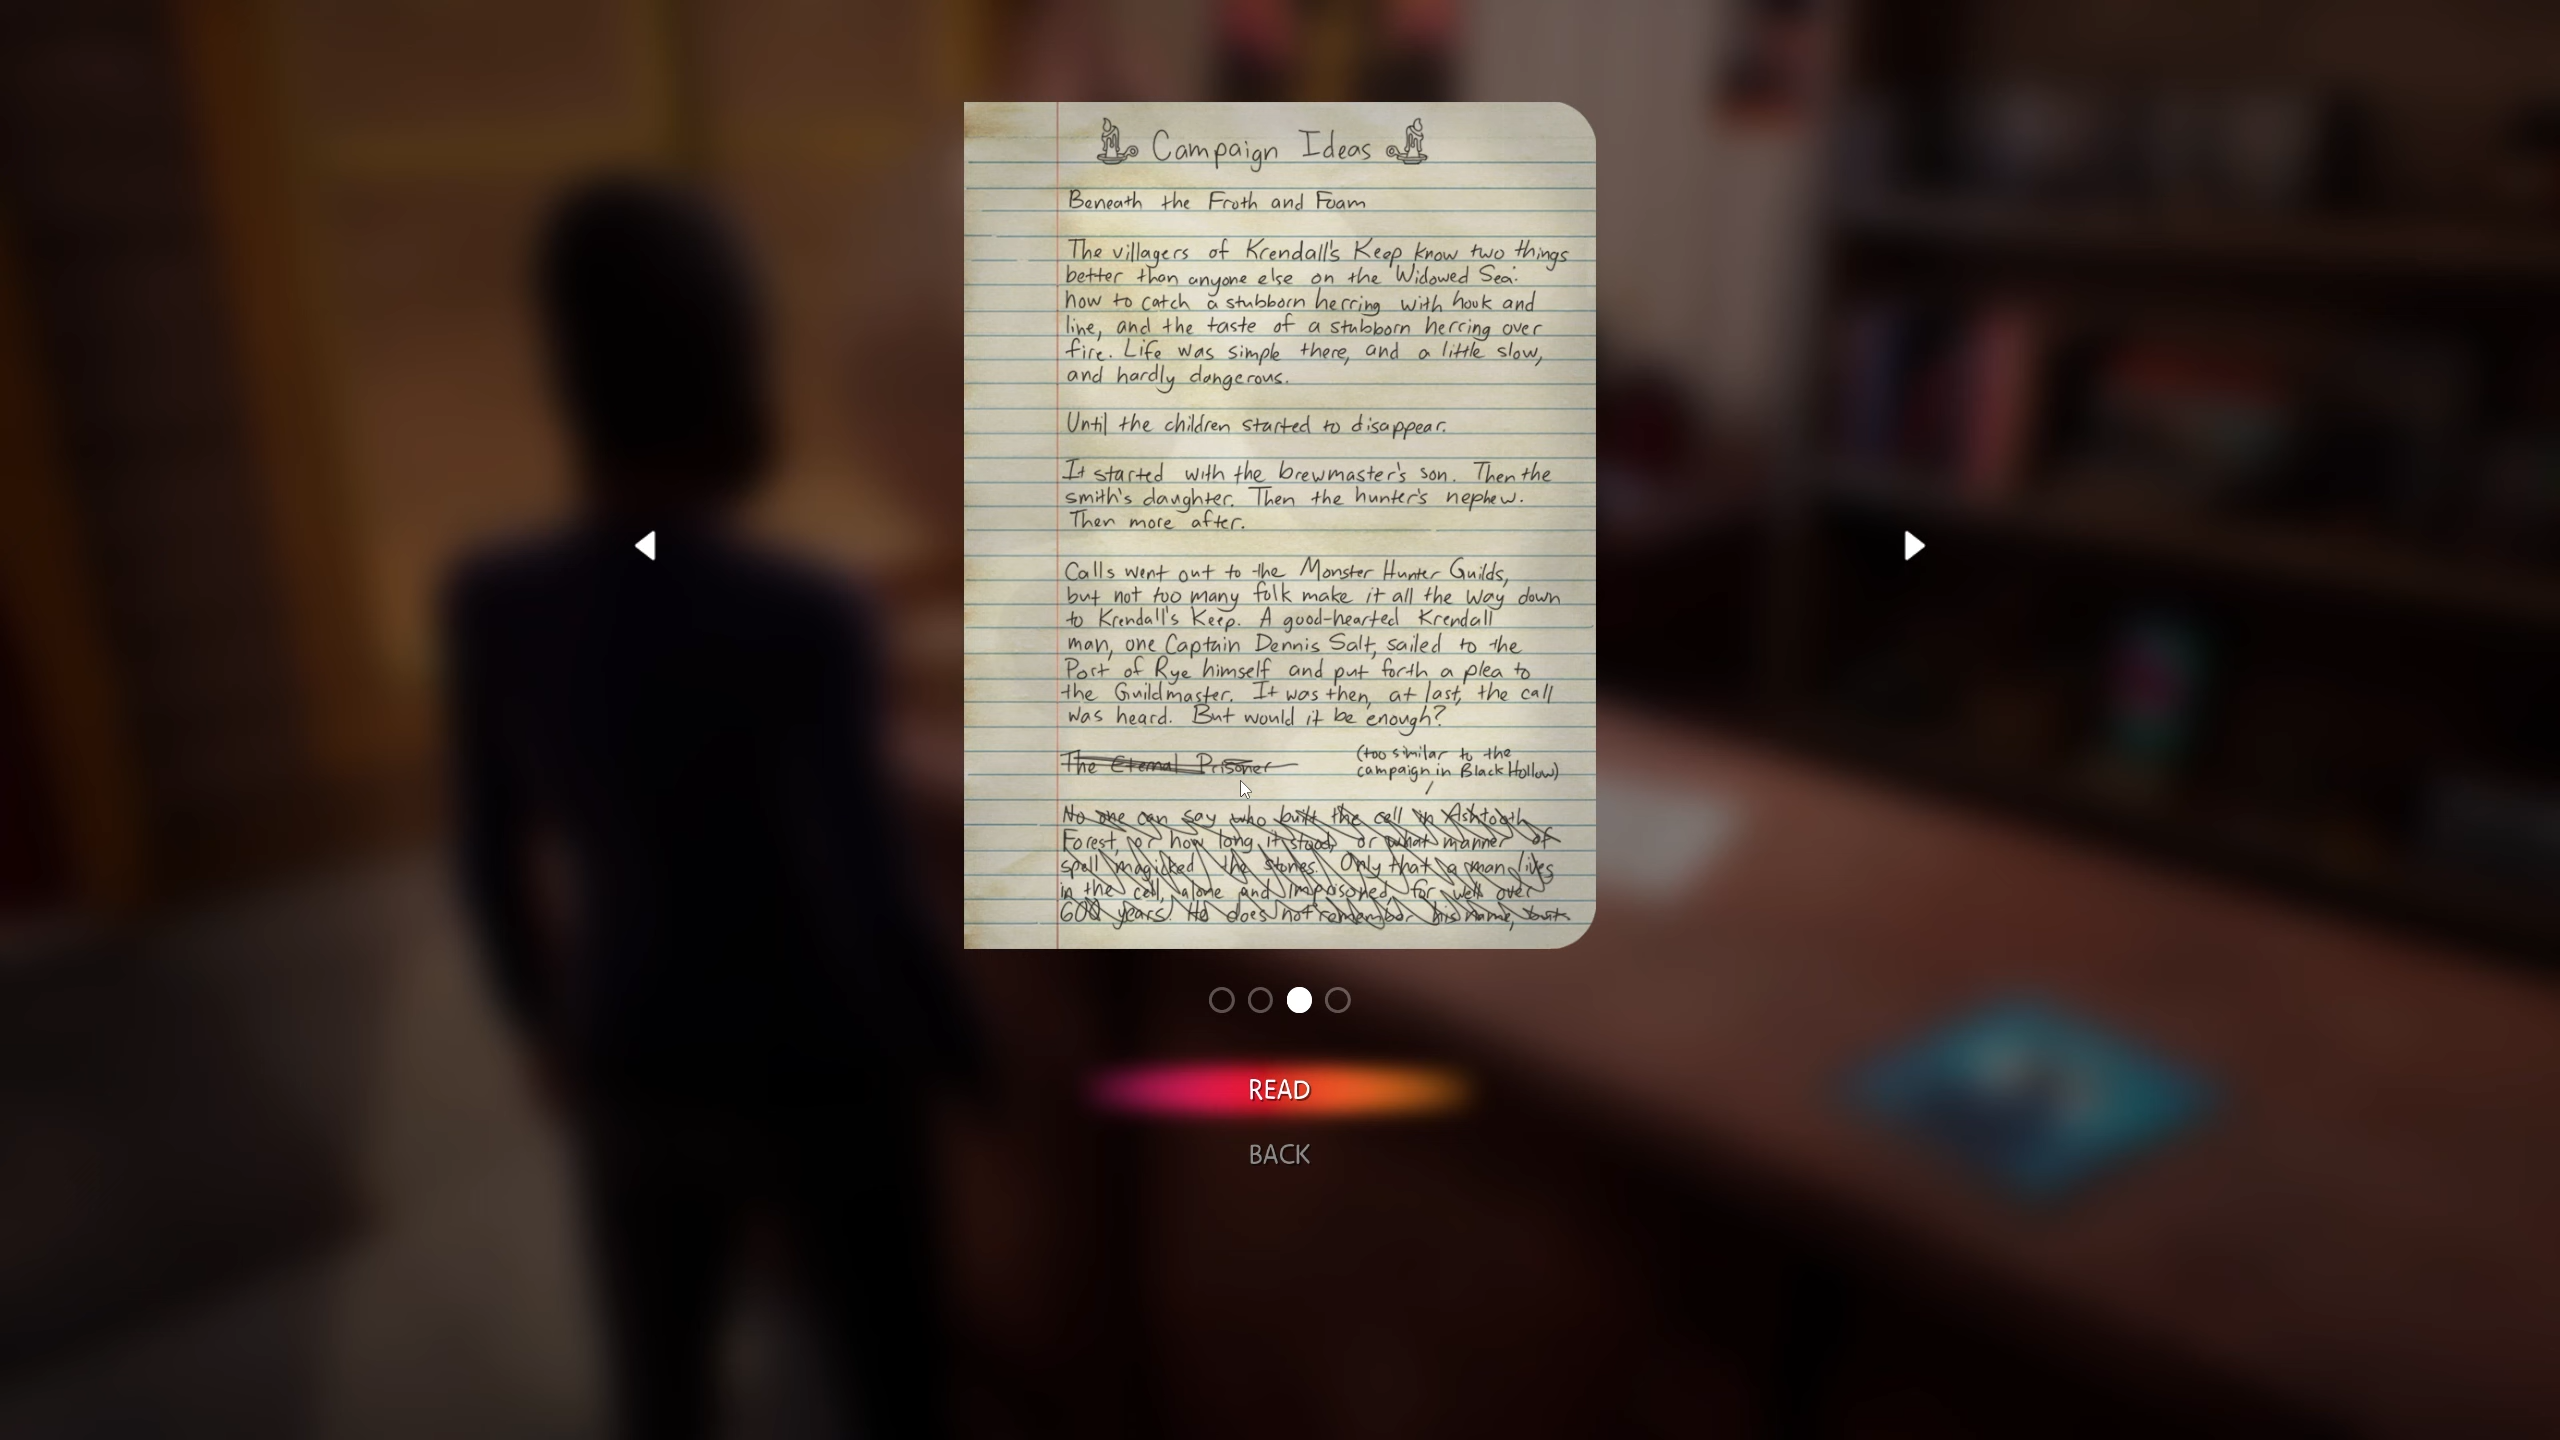 Campaign Ideas
Beneath the Froth and Foam
The villagers of Krendall's Keep know two things
better than anyone else on the Widowed Sea:
how to catch a stubborn herring with hook and
line, and the taste of a stubborn herring over
fire. Life was simple there, and a little slow,
and hardly dangerous.
Until the children started to disappear.
It started with the brewmaster's son. Then the
smith's daughter. Then the hunter's nephew.
Then more after.
Calls went out to the Monster Hunter Guilds,
but not too many folk make it all the way down
to Krendall's Keep. A good-hearted Krendall
man, one Captain Dennis Salt, sailed to the
Port of Rye himself and put forth a plea to
the Guildmaster. It was then, at last, the call
was heard. But would it be enough?
The Eternal Prisoner
(too similar to the
campaign in Black Hollow)
No one can say who built the cell in Ashtooth
Forest, or how long it stood, or what manner of
spell magicked the stones. Only that a man lives
in the cell, alone and imprisoned, for well over
600 years. He does not remember his name, but
READ
BACK